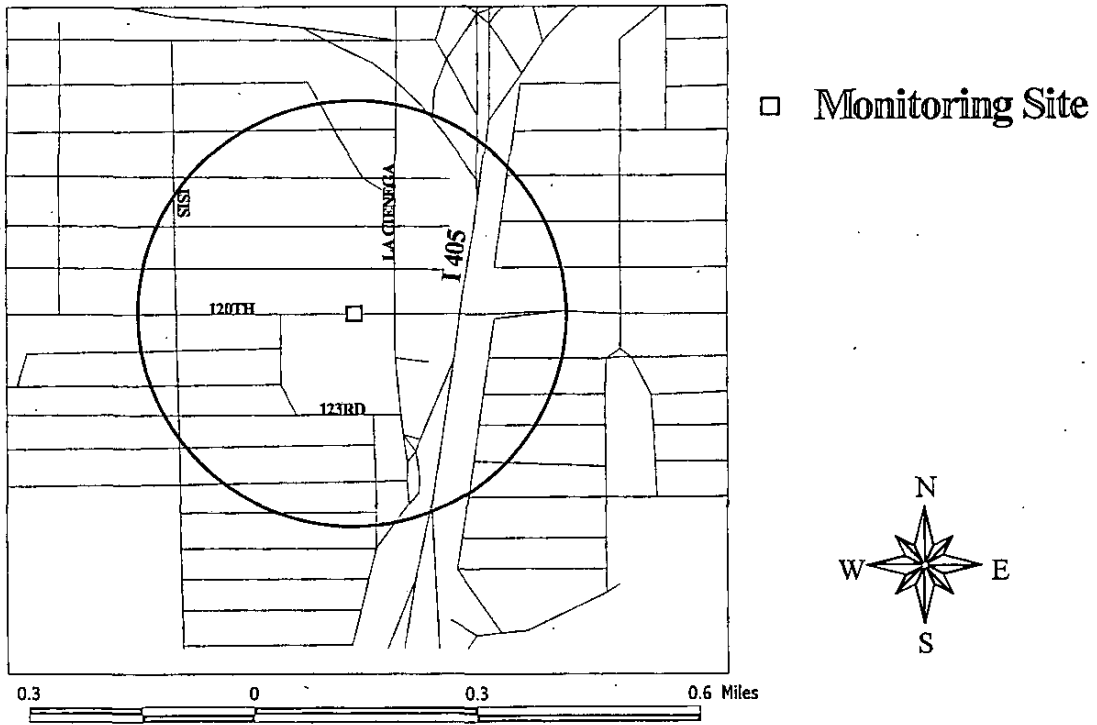 Monitoring Site
ISIS
LA CIENEGA
I 405
120TH
123RD
N
W E
S
0.3 0 0.3 0.6 Miles